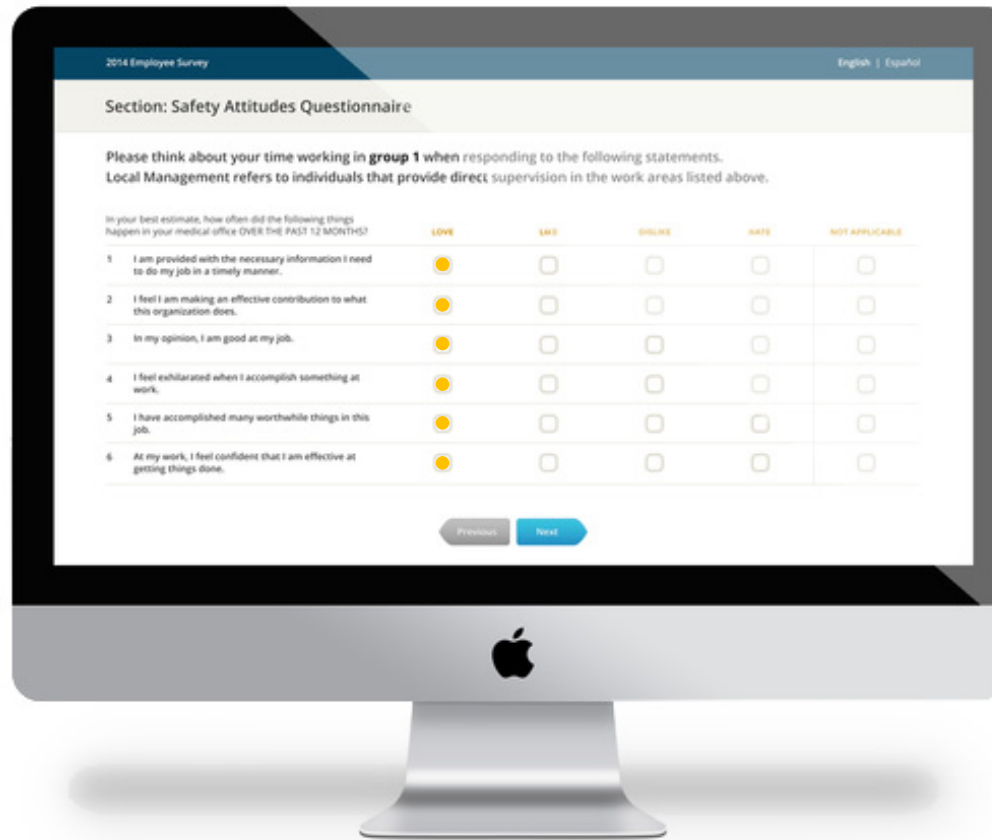 2014 Employee Survey
English | Español
Section: Safety Attitudes Questionnaire
Please think about your time working in group 1 when responding to the following statements.
Local Management refers to individuals that provide direct supervision in the work areas listed above.
In your best estimate, how often did the following things
happen in your medical office OVER THE PAST 12 MONTHS?
LOVE LIKE DISLIKE HATE NOT APPLICABLE
1 I am provided with the necessary information I need
to do my job in a timely manner.
2 I feel I am making an effective contribution to what
this organization does.
3 In my opinion, I am good at my job.
4 I feel exhilarated when I accomplish something at
work.
5 I have accomplished many worthwhile things in this
job.
6 At my work, I feel confident that I am effective at
getting things done.
Previous Next